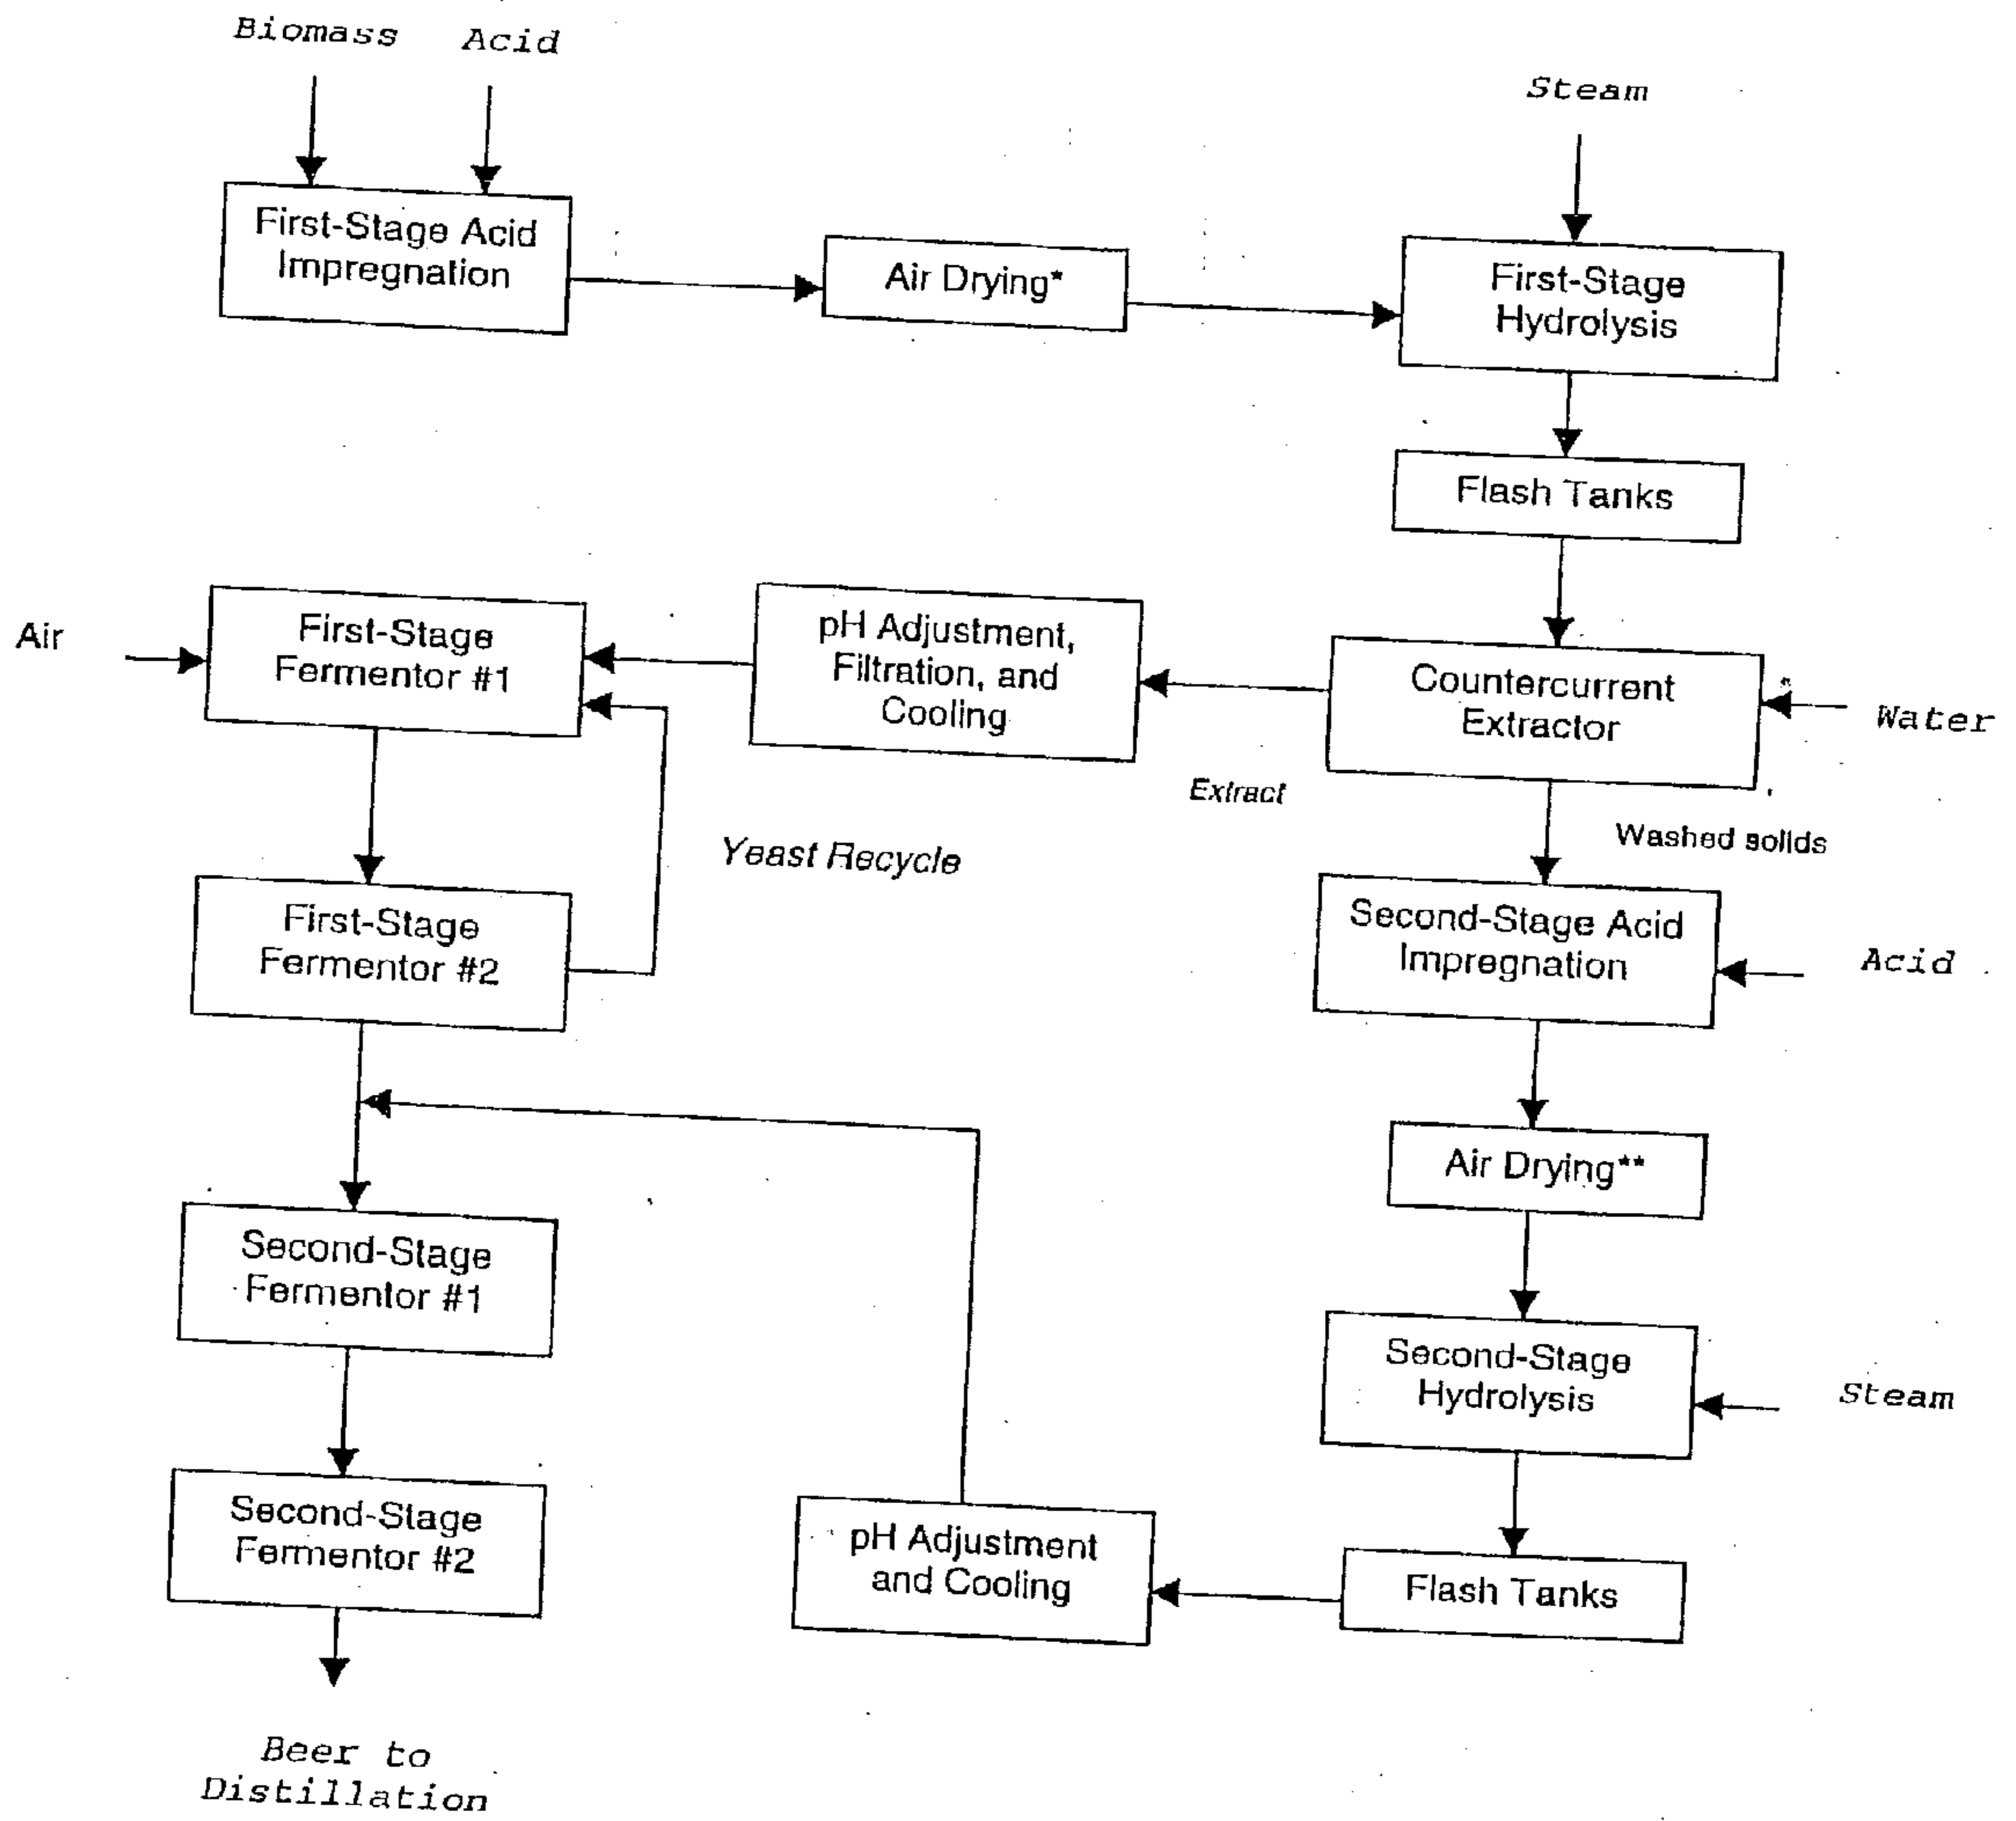 Biomass
Acid
Steam
First-Stage Acid
Impregnation
Air Drying*
First-Stage
Hydrolysis
Flash Tanks
Air
First-Stage
Fermentor #1
pH Adjustment,
Filtration, and
Cooling
Countercurrent
Extractor
Water
Extract
Washed solids
Yeast Recycle
First-Stage
Fermentor #2
Second-Stage Acid
Impregnation
Acid
Air Drying**
Second-Stage
Fermentor #1
Second-Stage
Hydrolysis
Steam
Second-Stage
Fermentor #2
pH Adjustment
and Cooling
Flash Tanks
Beer to
Distillation